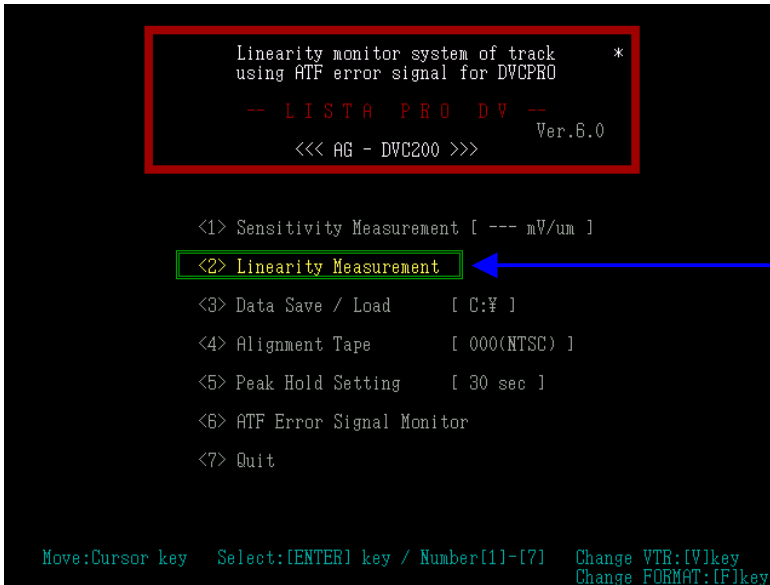 Linearity monitor system of track *
using ATF error signal for DVCPRO
-- L I S T A P R O D V --
Ver.6.0
<<< AG - DVC200 >>>
<1> Sensitivity Measurement [ --- mV/um ]
<2> Linearity Measurement
<3> Data Save / Load [ C:¥ ]
<4> Alignment Tape [ 000(NTSC) ]
<5> Peak Hold Setting [ 30 sec ]
<6> ATF Error Signal Monitor
<7> Quit
Move:Cursor key Select:[ENTER] key / Number[1]-[7] Change VTR:[V]key
Change FORMAT:[F]key